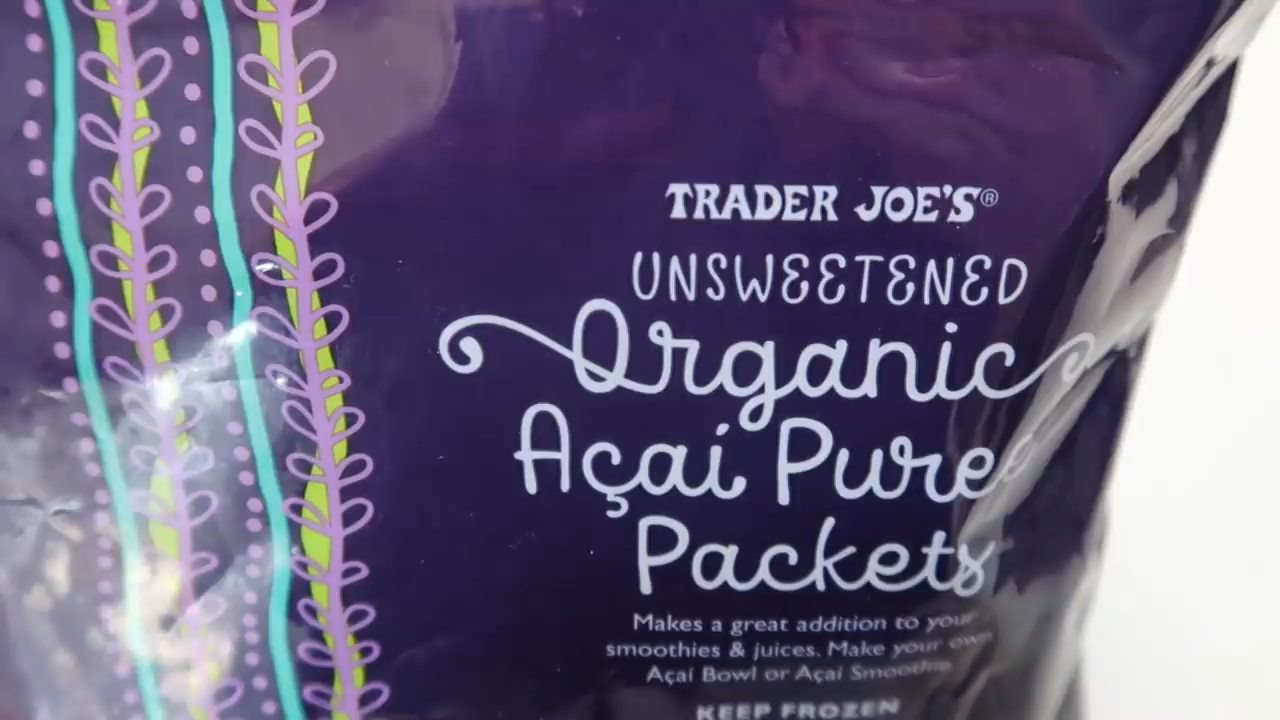 TRADER JOE'S®
UNSWEETENED
Organic
Açaí Puree
Packets
Makes a great addition to your
smoothies & juices. Make your own
Açaí Bowl or Açaí Smoothie
KEEP FROZEN